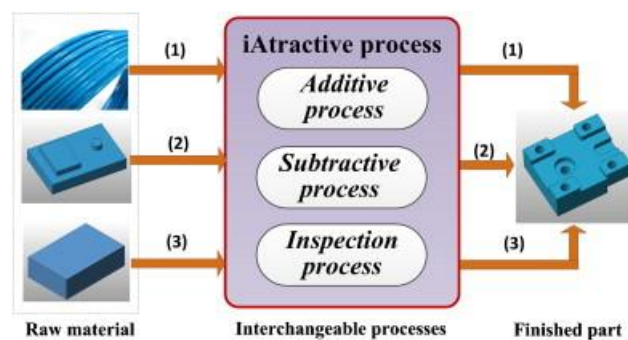 iAtractive process
(1)
(1)
Additive
process
(2)
Subtractive
process
(2)
(3)
Inspection
process
(3)
Raw material
Interchangeable processes
Finished part